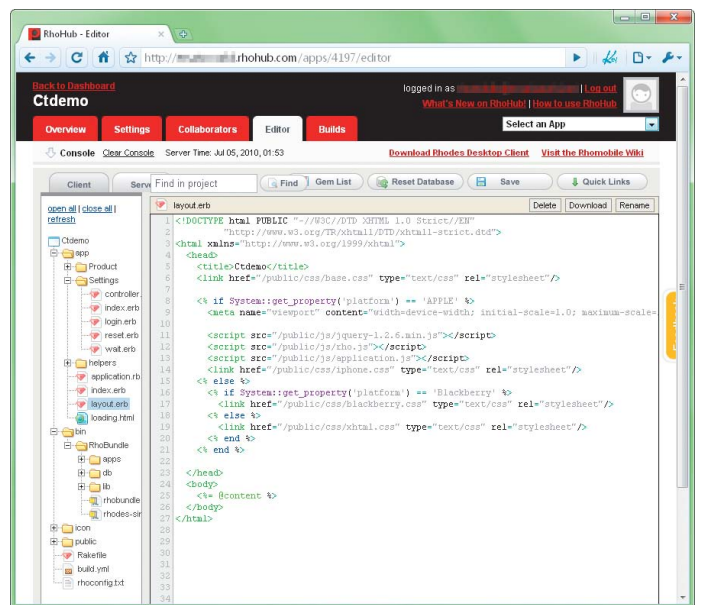 RhoHub - Editor
http:// .rhohub.com/apps/4197/editor
Back to Dashboard
Ctdemo
logged in as | Log out
What's New on RhoHub! | How to use RhoHub
Overview Settings Collaborators Editor Builds
Select an App
Console Clear Console Server Time: Jul 05, 2010, 01:53 Download Rhodes Desktop Client Visit the Rhomobile Wiki
Client Serv Find in project Find Gem List Reset Database Save Quick Links
open all | close all |
refresh
Ctdemo
app
Product
Settings
controller.
index.erb
login.erb
reset.erb
wait.erb
helpers
application.rb
index.erb
layout.erb
loading.html
bin
RhoBundle
apps
db
lib
rhobundle
rhodes-sir
icon
public
Rakefile
build.yml
rhoconfig.txt
layout.erb Delete Download Rename
1 <!DOCTYPE html PUBLIC "-//W3C//DTD XHTML 1.0 Strict//EN"
2 "http://www.w3.org/TR/xhtml1/DTD/xhtml1-strict.dtd">
3 <html xmlns="http://www.w3.org/1999/xhtml">
4 <head>
5 <title>Ctdemo</title>
6 <link href="/public/css/base.css" type="text/css" rel="stylesheet"/>
7
8 <% if System::get_property('platform') == 'APPLE' %>
9 <meta name="viewport" content="width=device-width; initial-scale=1.0; maximum-scale=
10
11 <script src="/public/js/jquery-1.2.6.min.js"></script>
12 <script src="/public/js/rho.js"></script>
13 <script src="/public/js/application.js"></script>
14 <link href="/public/css/iphone.css" type="text/css" rel="stylesheet"/>
15 <% else %>
16 <% if System::get_property('platform') == 'Blackberry' %>
17 <link href="/public/css/blackberry.css" type="text/css" rel="stylesheet"/>
18 <% else %>
19 <link href="/public/css/xhtml.css" type="text/css" rel="stylesheet"/>
20 <% end %>
21 <% end %>
22
23 </head>
24 <body>
25 <%= @content %>
26 </body>
27 </html>
28
29
30
31
32
33
34